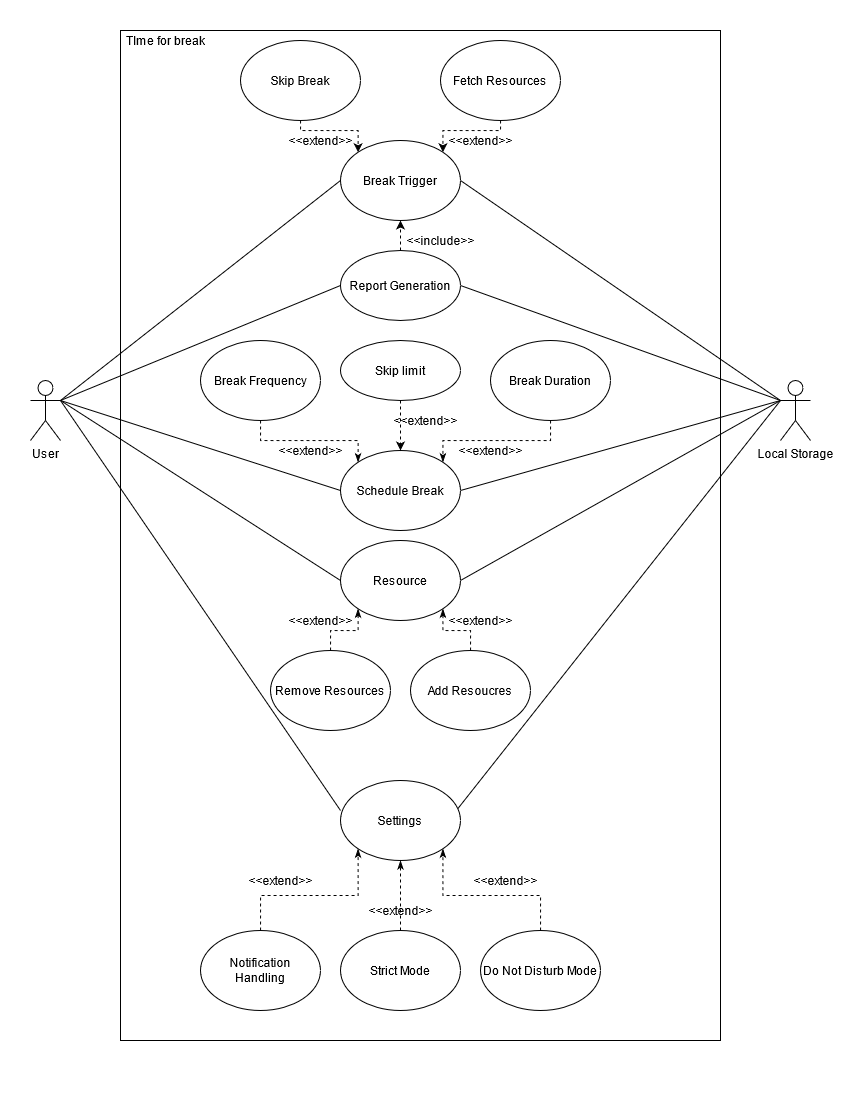 TIme for break
Skip Break
Fetch Resources
<<extend>>
<<extend>>
Break Trigger
<<include>>
Report Generation
Break Frequency
Skip limit
Break Duration
<<extend>>
<<extend>>
<<extend>>
Schedule Break
User
Local Storage
Resource
<<extend>>
<<extend>>
Remove Resources
Add Resoucres
Settings
<<extend>>
<<extend>>
<<extend>>
Notification
Handling
Strict Mode
Do Not Disturb Mode